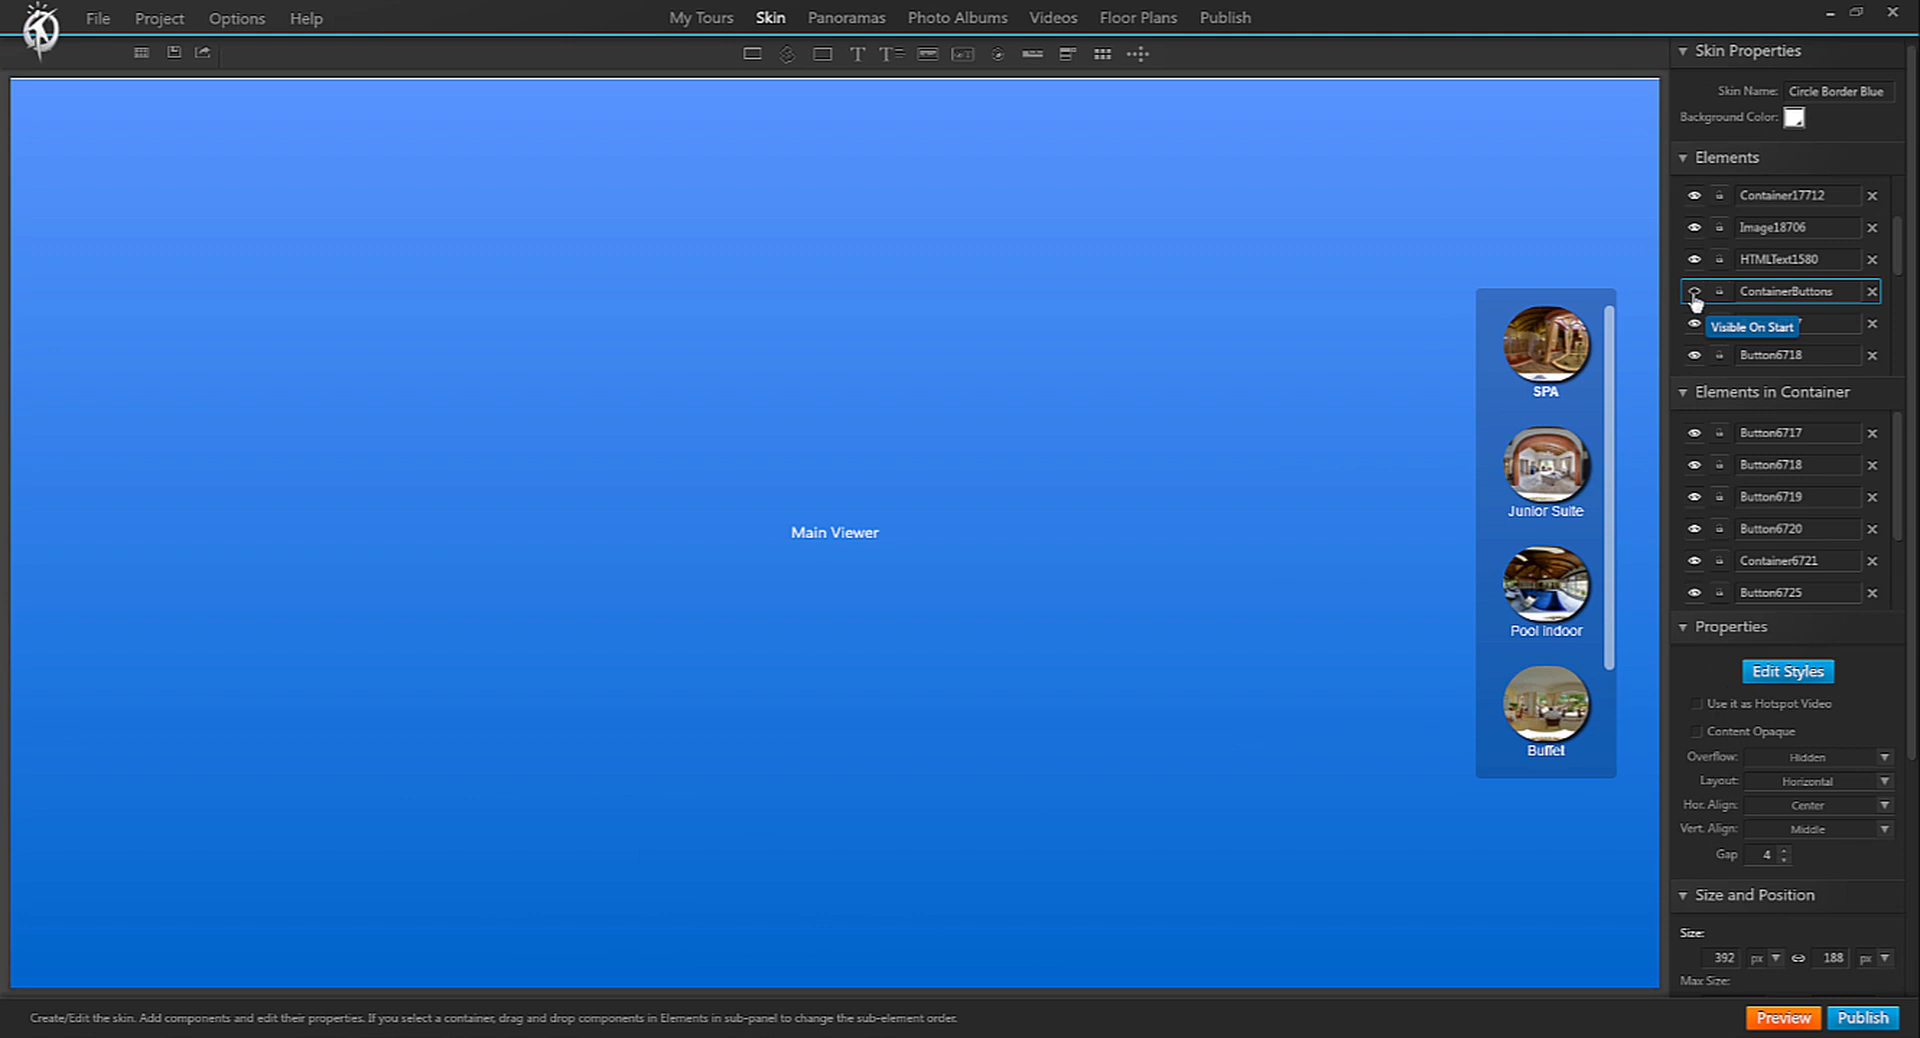 File Project Options Help My Tours Skin Panoramas Photo Albums Videos Floor Plans Publish
Skin Properties
Skin Name: Circle Border Blue
Background Color:
Elements
Container17712
Image18706
HTMLText1580
ContainerButtons
Visible On Start
Button6718
Elements in Container
Button6717
Button6718
Button6719
Button6720
Container6721
Button6725
Properties
Edit Styles
Use it as Hotspot Video
Content Opaque
Overflow: Hidden
Layout: Horizontal
Hor. Align: Center
Vert. Align: Middle
Gap 4
Size and Position
Size:
392 px 188 px
Max Size:
Main Viewer
SPA
Junior Suite
Pool Indoor
Buffet
Create/Edit the skin. Add components and edit their properties. If you select a container, drag and drop components in Elements in sub-panel to change the sub-element order.
Preview Publish